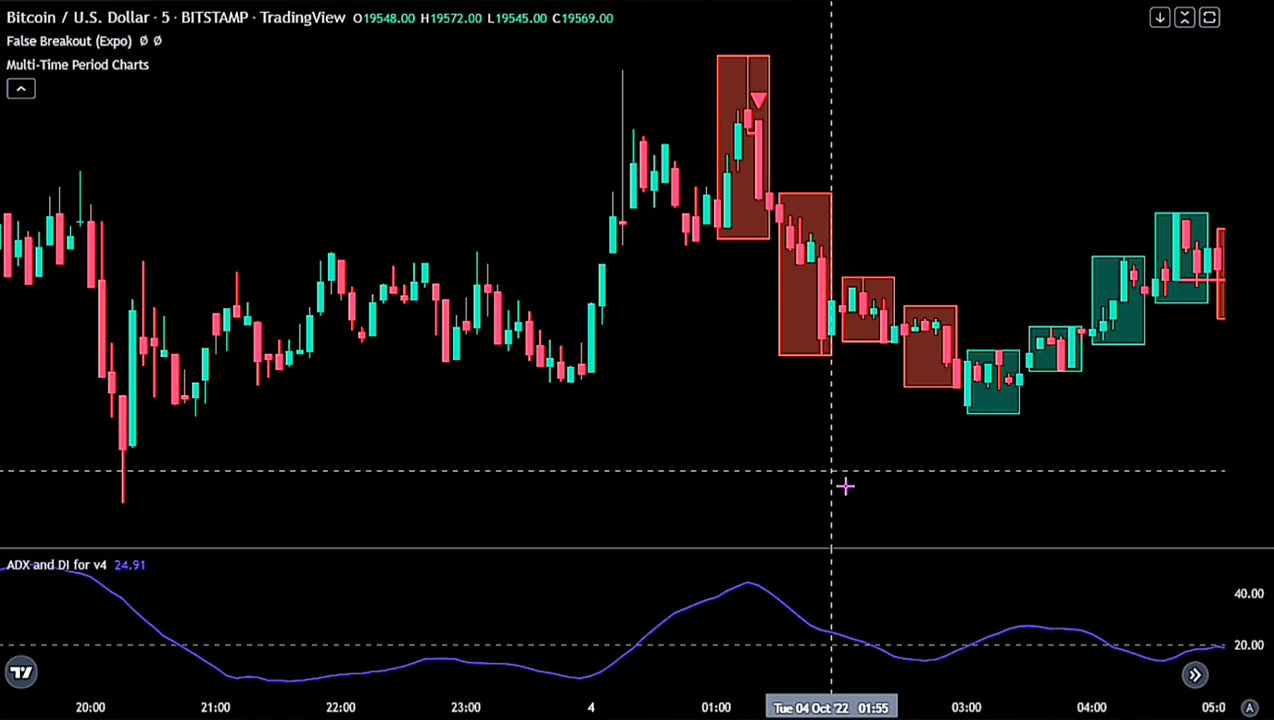 Bitcoin / U.S. Dollar · 5 · BITSTAMP · TradingView O19548.00 H19572.00 L19545.00 C19569.00
False Breakout (Expo) Ø Ø
Multi-Time Period Charts
ADX and DI for v4 24.91
40.00
20.00
20:00 21:00 22:00 23:00 4 01:00 Tue 04 Oct '22 01:55 03:00 04:00 05:0 A